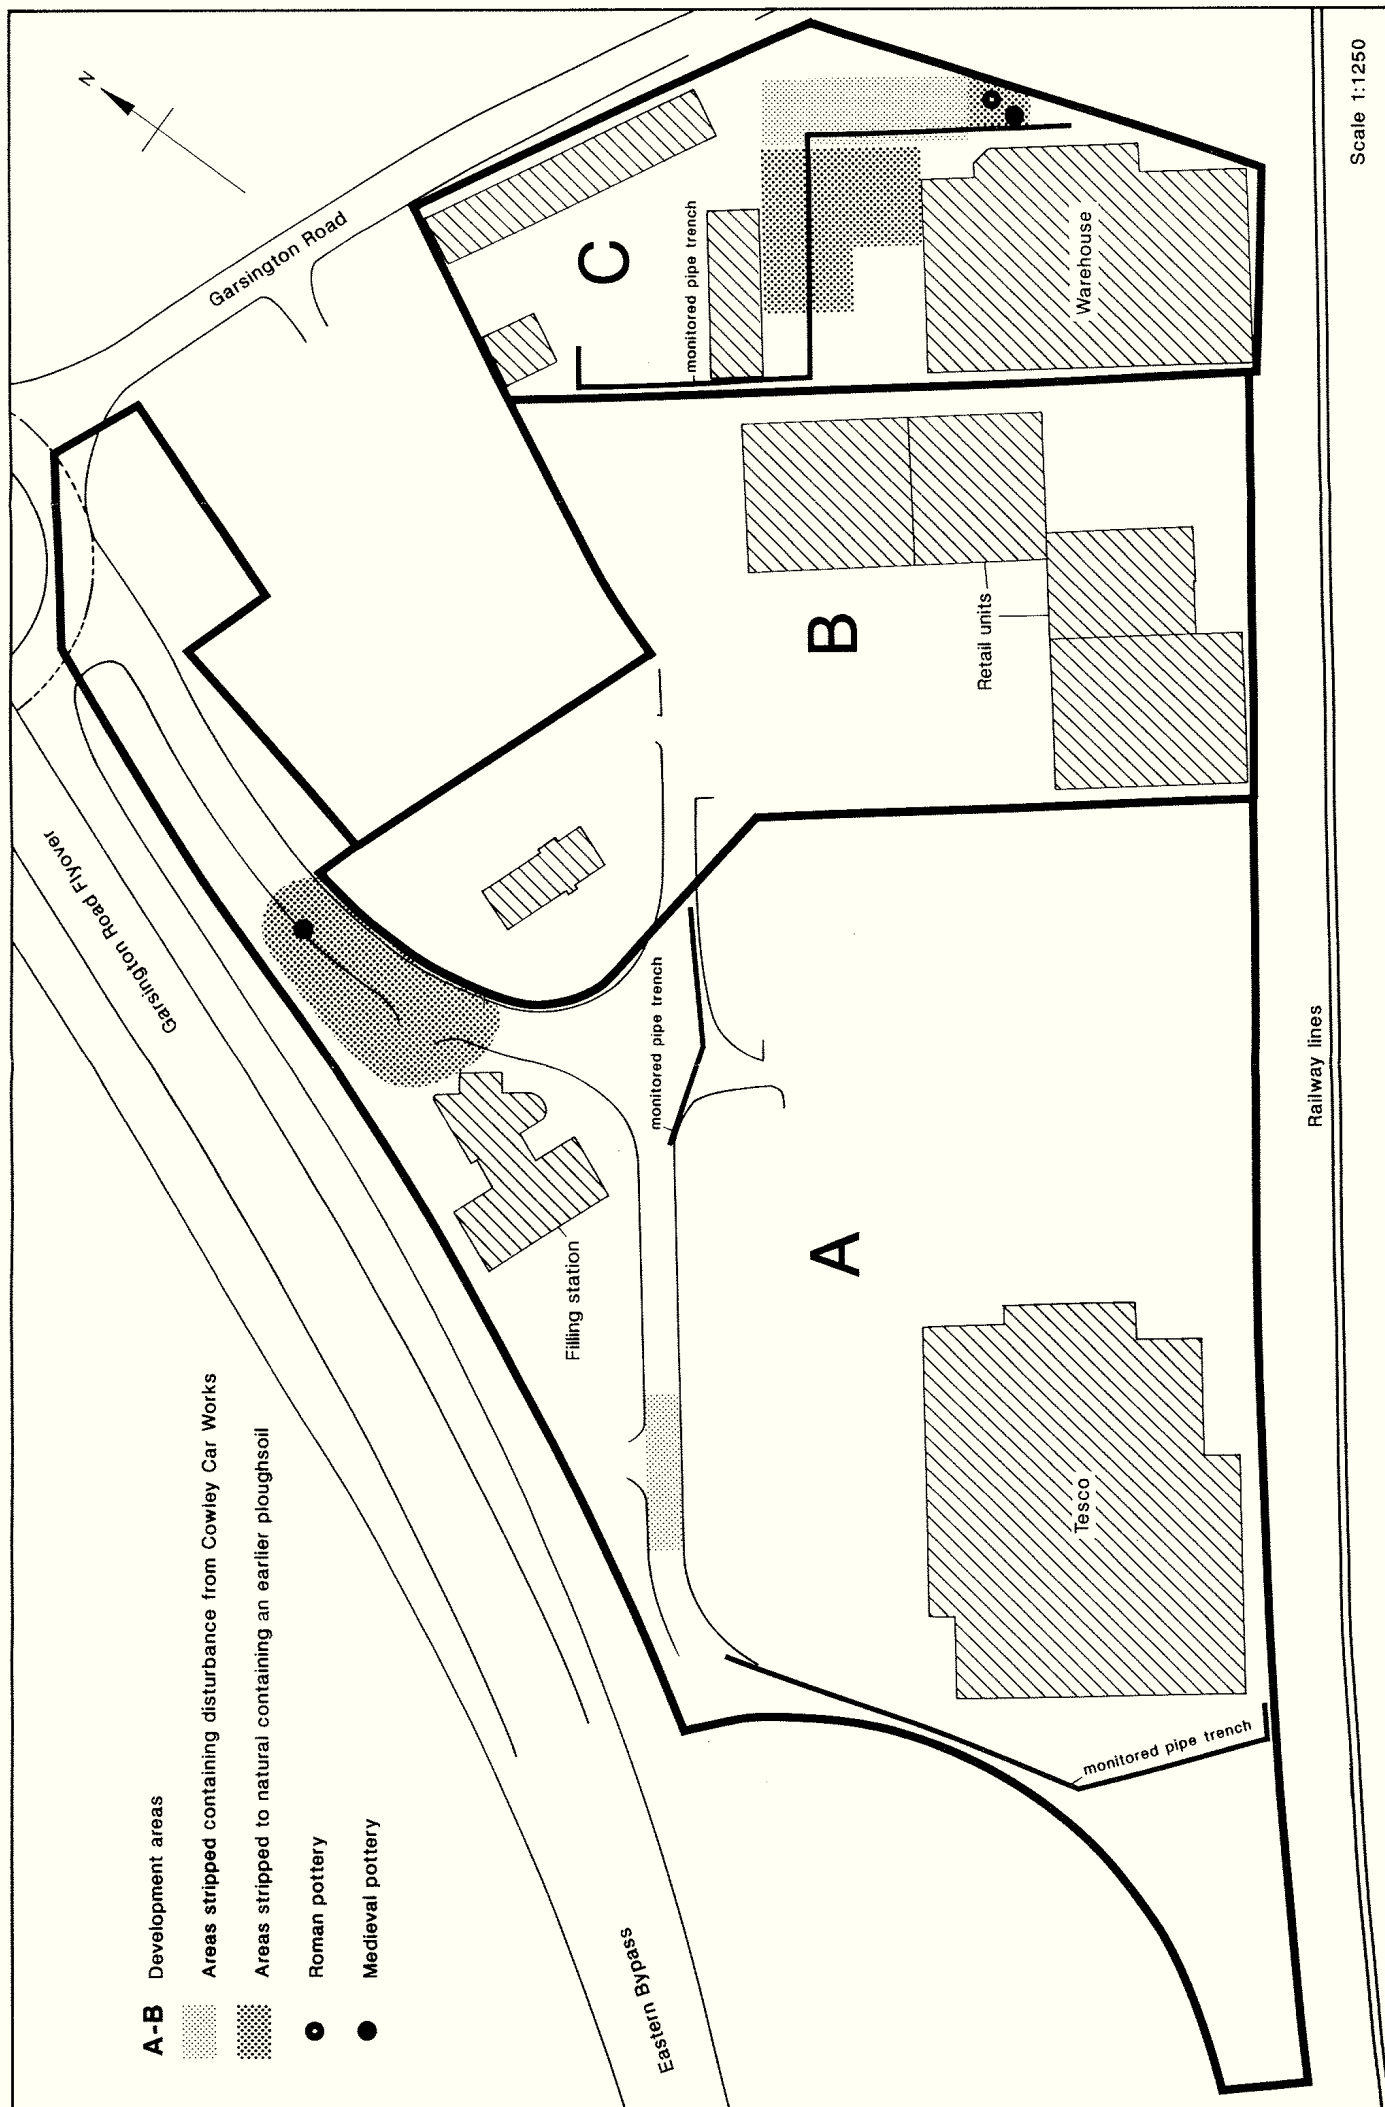 A-B Development areas
Areas stripped containing disturbance from Cowley Car Works
Areas stripped to natural containing an earlier ploughsoil
Roman pottery
Medieval pottery
N
Garsington Road
Garsington Road Flyover
Eastern Bypass
Filling station
monitored pipe trench
A
Tesco
monitored pipe trench
B
Retail units
C
monitored pipe trench
Warehouse
Railway lines
Scale 1:1250